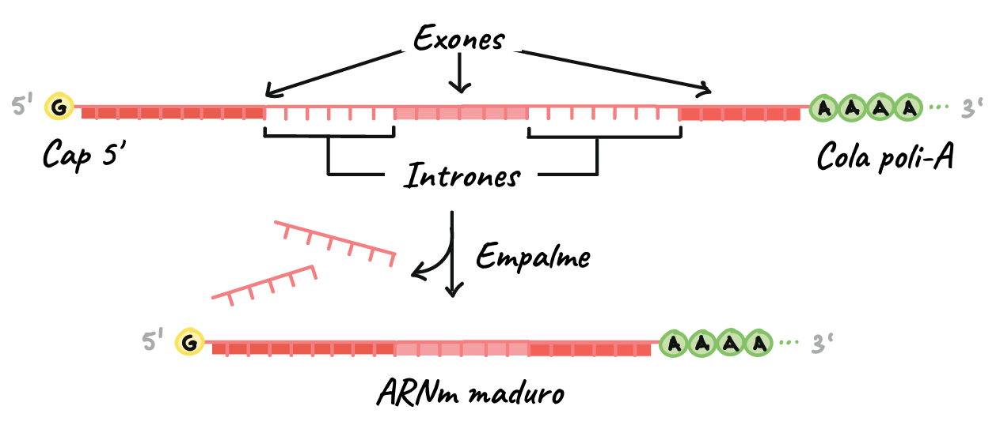 Exones
5' G A A A A ... 3'
Cap 5'
Cola poli-A
Intrones
Empalme
5' G A A A A ... 3'
ARNm maduro